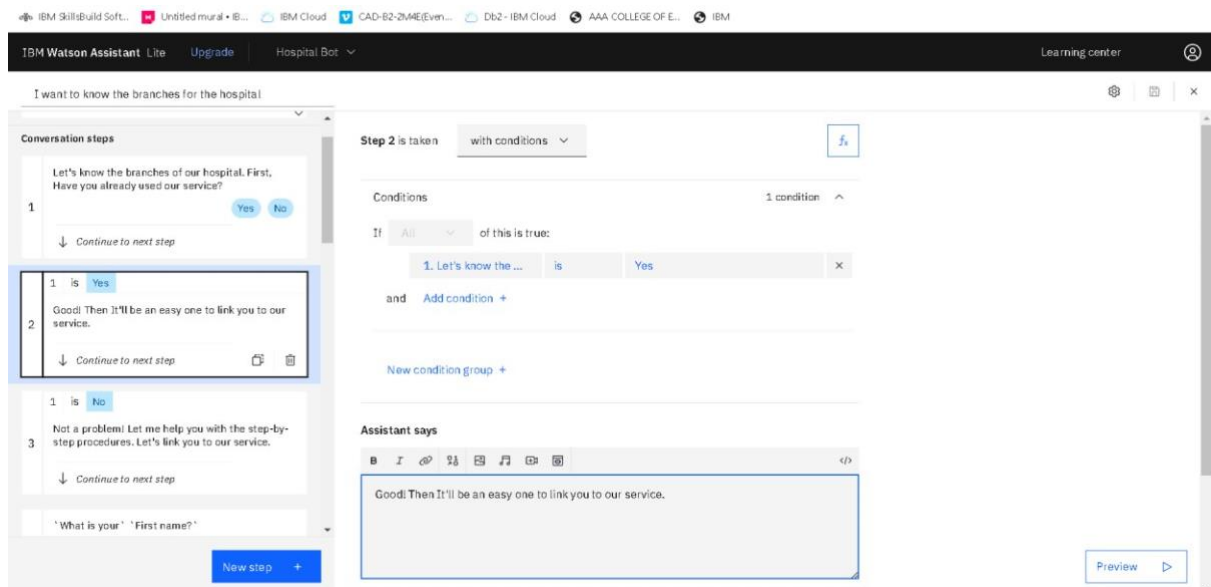 IBM SkillsBuild Soft... Untitled mural • IB... IBM Cloud CAD-B2-2M4E(Even... Db2 - IBM Cloud AAA COLLEGE OF E... IBM
IBM Watson Assistant Lite Upgrade Hospital Bot Learning center
I want to know the branches for the hospital
Conversation steps
1
Let's know the branches of our hospital. First,
Have you already used our service?
Yes No
Continue to next step
2
1 is Yes
Good! Then It'll be an easy one to link you to our
service.
Continue to next step
3
1 is No
Not a problem! Let me help you with the step-by-
step procedures. Let's link you to our service.
Continue to next step
`What is your` `First name?`
New step +
Step 2 is taken with conditions fx
Conditions 1 condition
If All of this is true:
1. Let's know the ... is Yes
and Add condition +
New condition group +
Assistant says
B I </>
Good! Then It'll be an easy one to link you to our service.
Preview